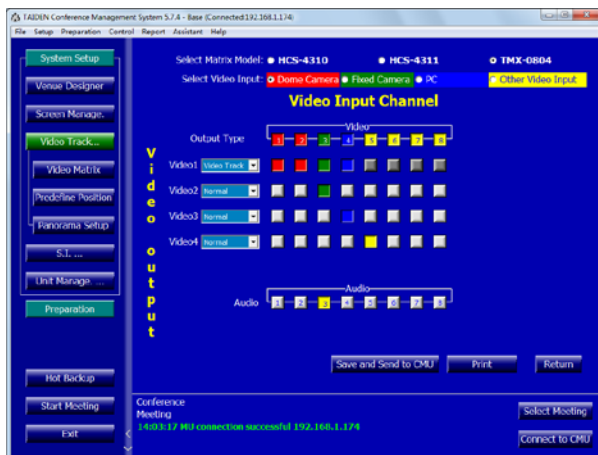 TAIDEN Conference Management System 5.7.4 - Base (Connected:192.168.1.174)
File Setup Preparation Control Report Assistant Help
System Setup
Venue Designer
Screen Manage.
Video Track...
Video Matrix
Predefine Position
Panorama Setup
S.I. ...
Unit Manage. ...
Preparation
Hot Backup
Start Meeting
Exit
Select Matrix Model: HCS-4310 HCS-4311 TMX-0804
Select Video Input: Dome Camera Fixed Camera PC Other Video Input
Video Input Channel
Video
Output Type 1 2 3 4 5 6 7 8
Video output
Video1 Video Track
Video2 Normal
Video3 Normal
Video4 Normal
Audio
Audio 1 2 3 4 5 6 7 8
Save and Send to CMU Print Return
Conference
Meeting
14:03:17 MU connection successful 192.168.1.174
Select Meeting
Connect to CMU